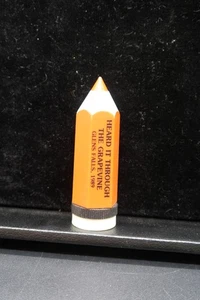 HEARD IT THROUGH
THE GRAPEVINE
GLENS FALLS, 1989